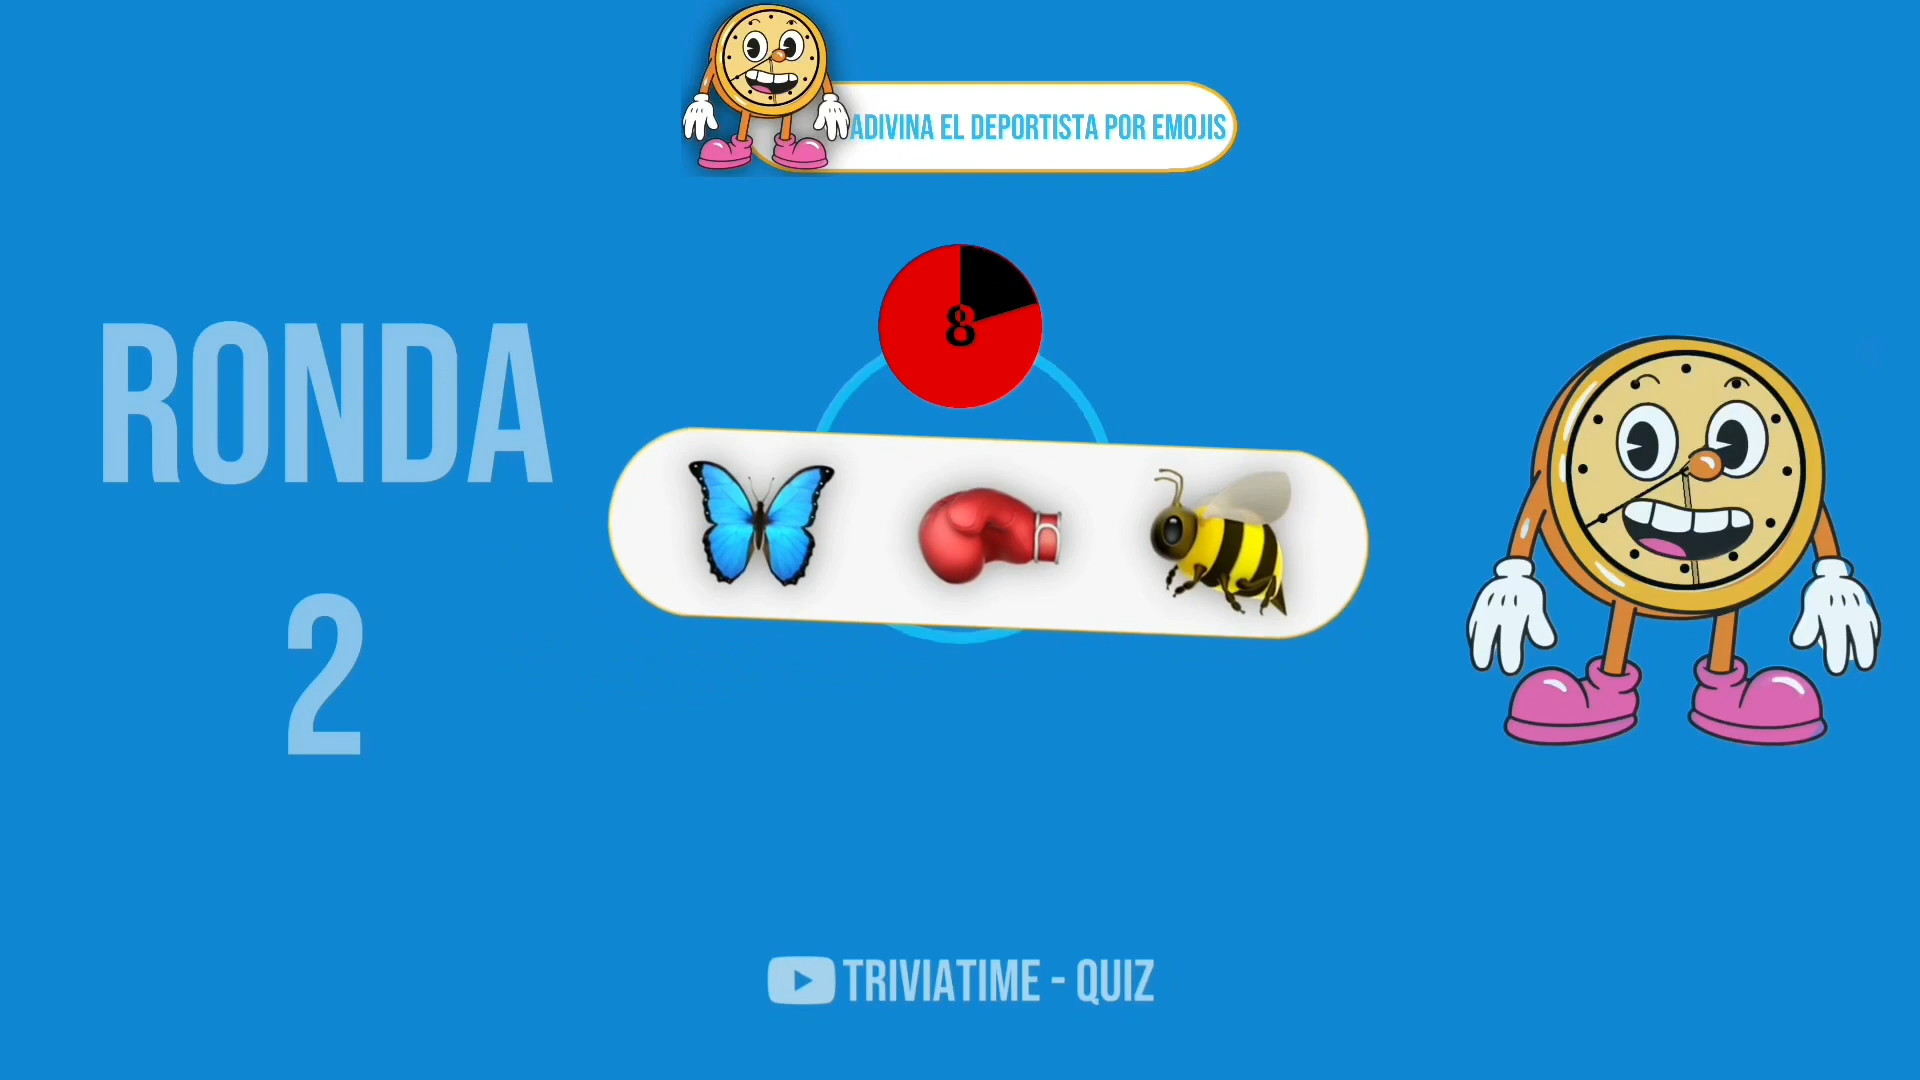 ADIVINA EL DEPORTISTA POR EMOJIS
8
RONDA
2
TRIVIATIME - QUIZ